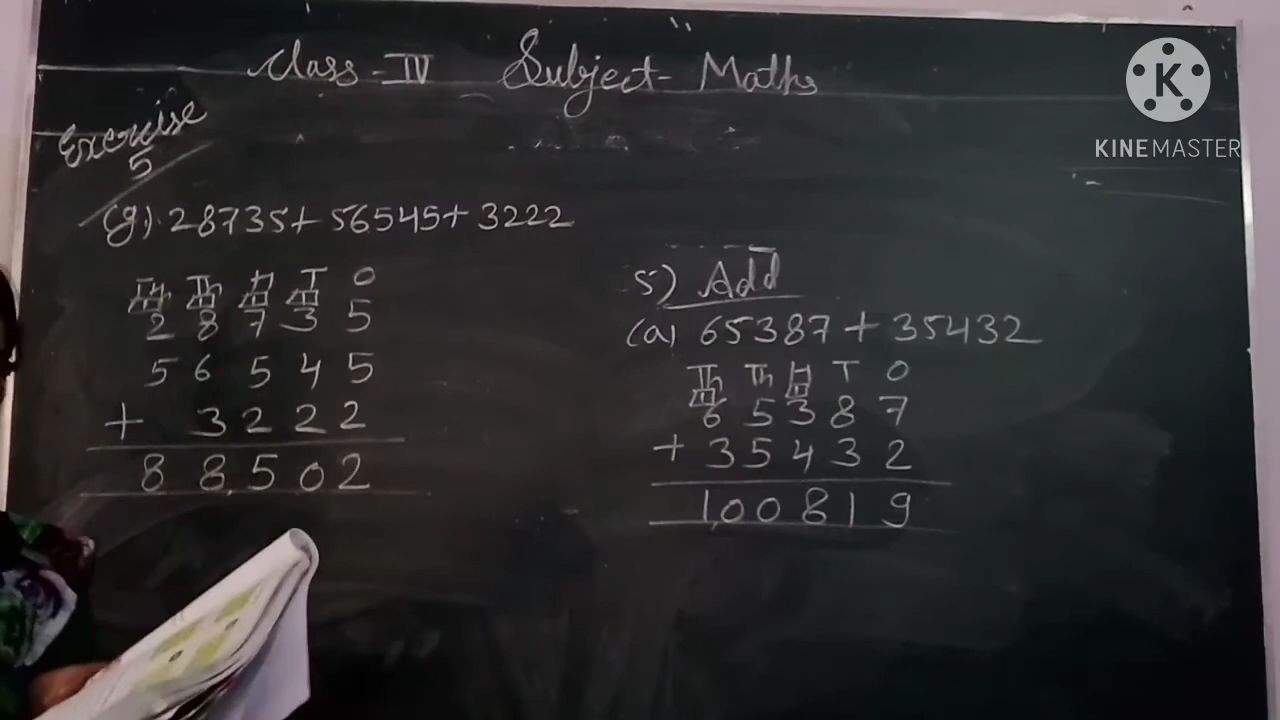 Class - IV Subject - Maths
Exercise
5
(g). 28735 + 56545 + 3222
TTh Th H T O
2 8 7 3 5
5 6 5 4 5
+ 3 2 2 2
8 8,5 0 2
5) Add
(a) 65387 + 35432
TTh Th H T O
6 5 3 8 7
+ 3 5 4 3 2
1,0 0 8 1 9
K
KINEMASTER